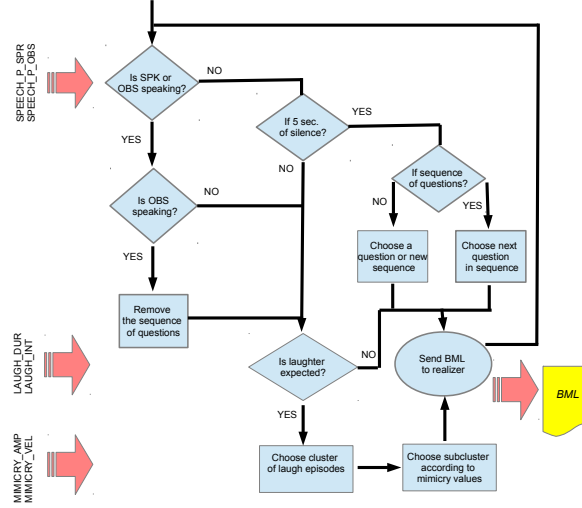 SPEECH_P_SPR
SPEECH_P_OBS
Is SPK or
OBS speaking?
NO
YES
If 5 sec.
of silence?
YES
NO
If sequence
of questions?
NO
YES
Is OBS
speaking?
NO
YES
Choose a
question or new
sequence
Choose next
question
in sequence
Remove
the sequence
of questions
LAUGH_DUR
LAUGH_INT
Is laughter
expected?
NO
YES
Send BML
to realizer
BML
MIMICRY_AMP
MIMICRY_VEL
Choose cluster
of laugh episodes
Choose subcluster
according to
mimicry values